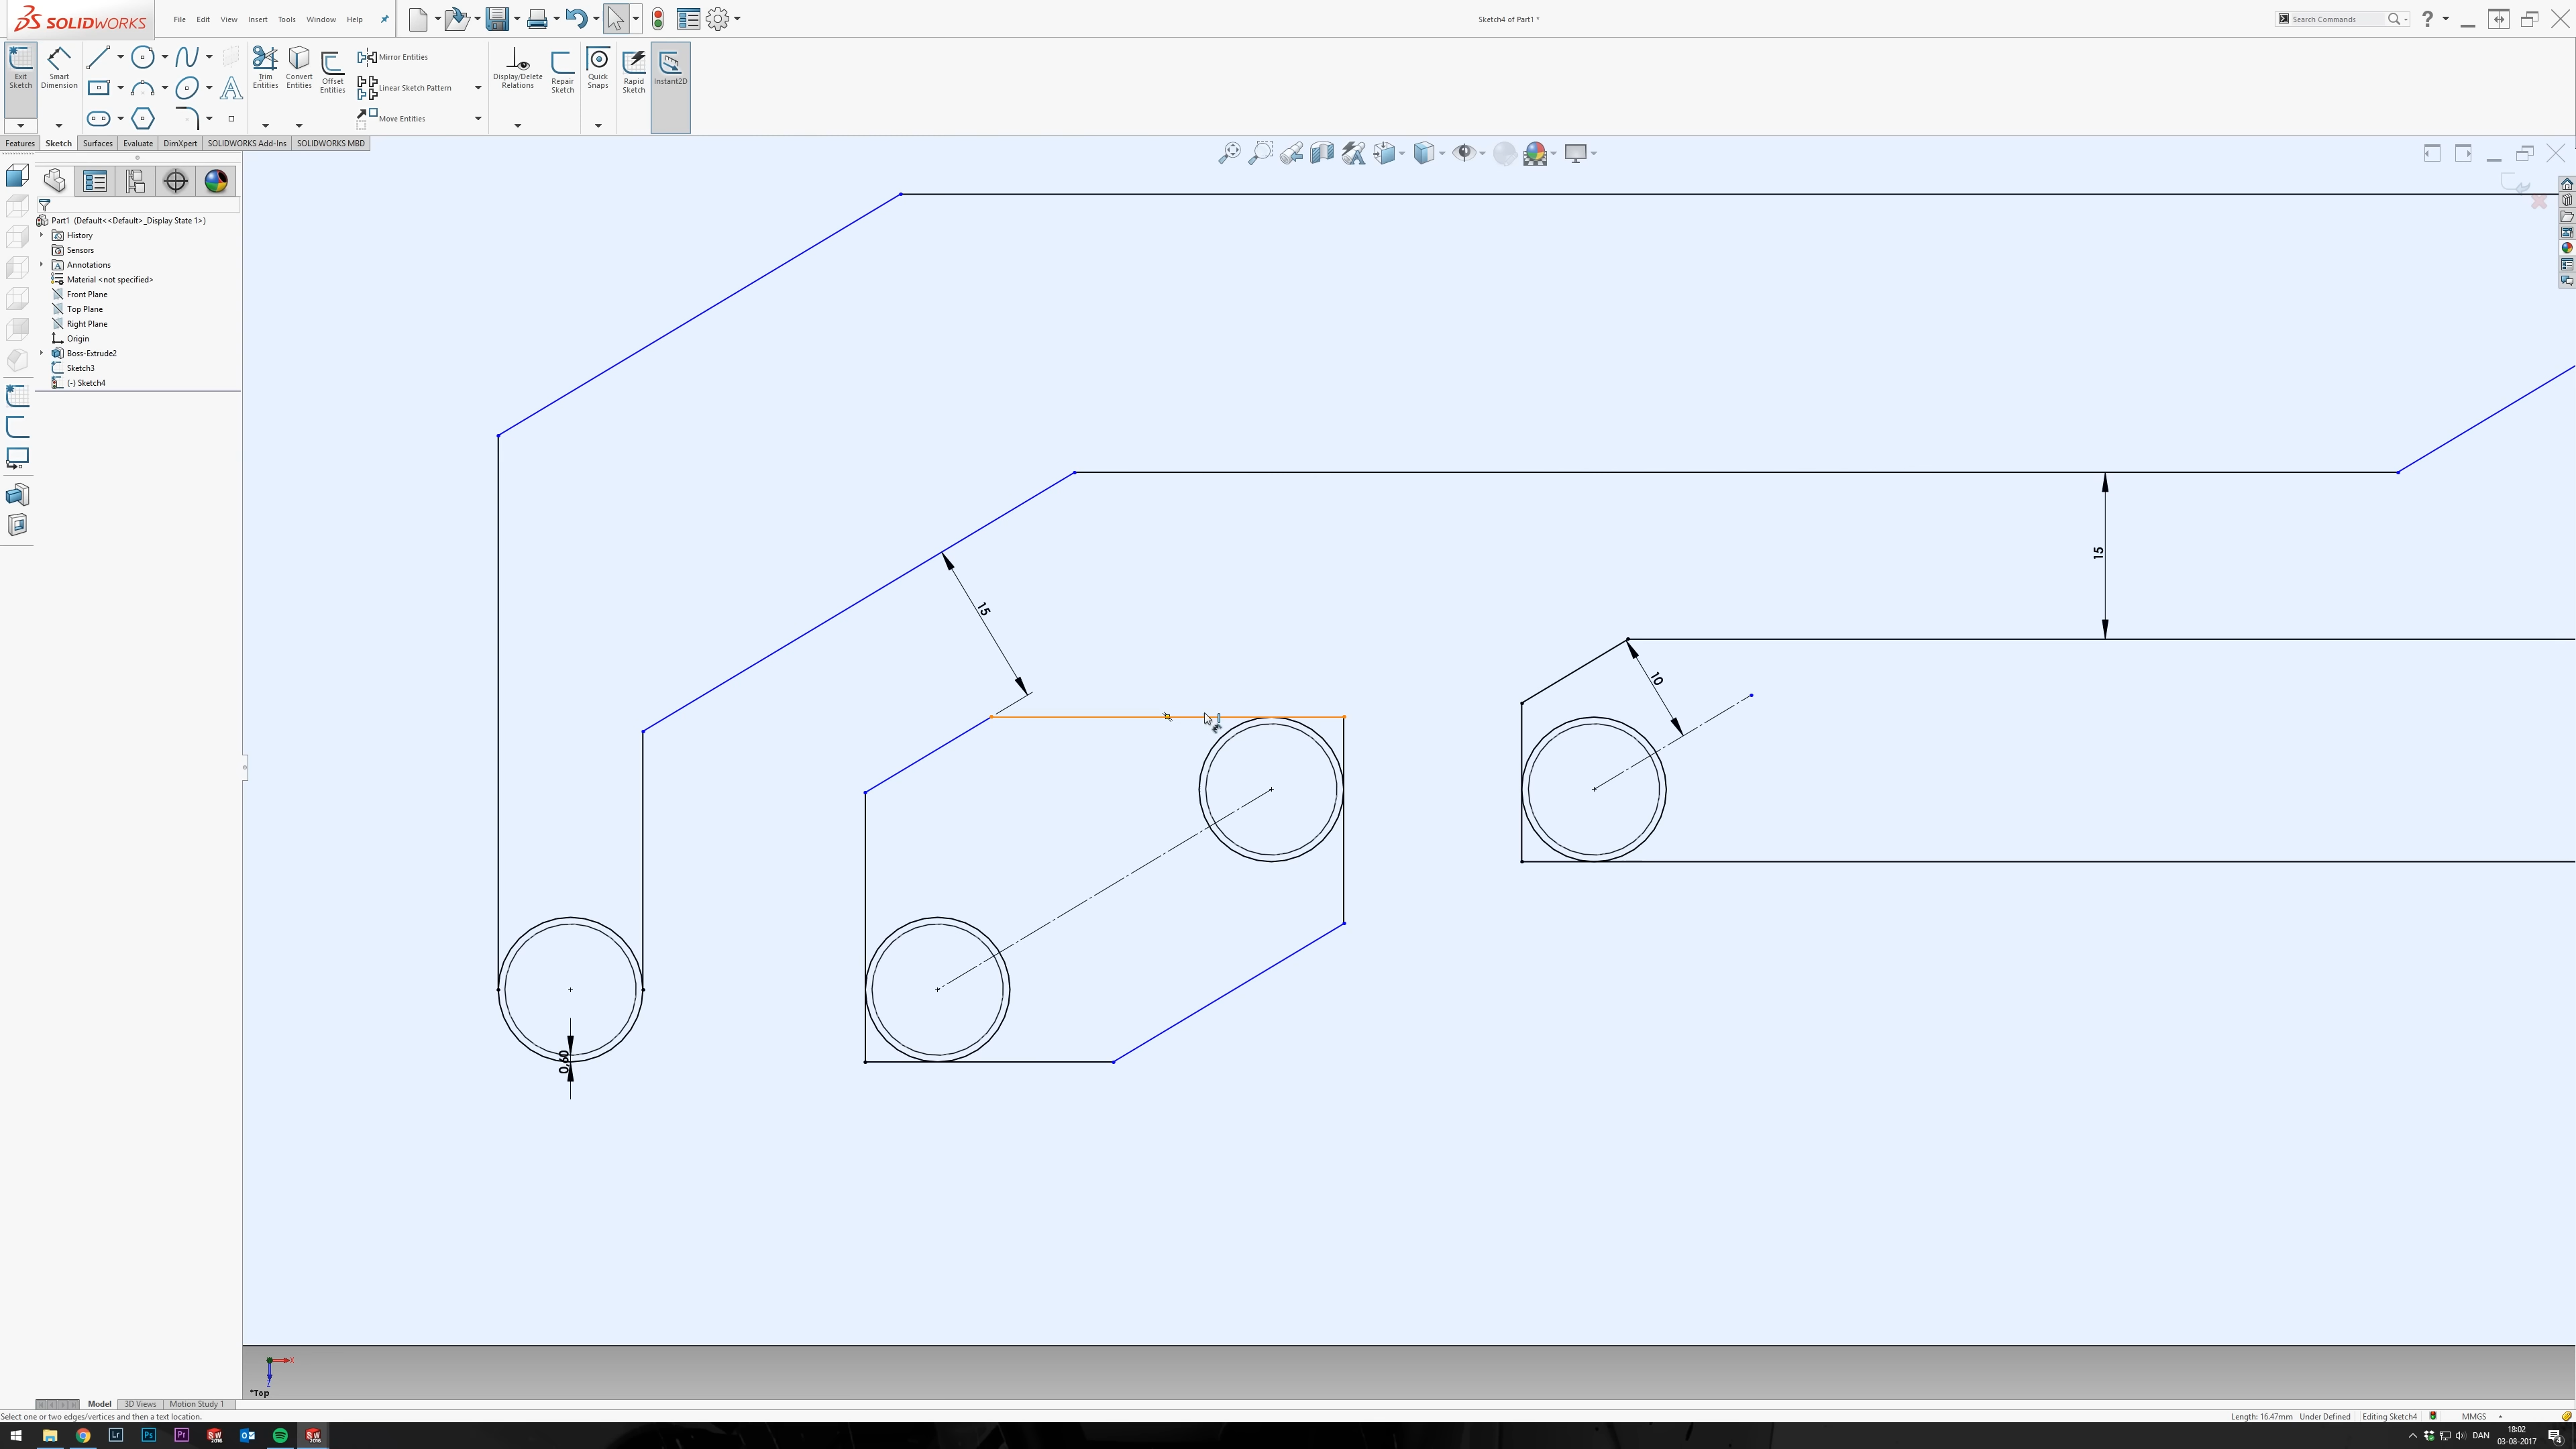 SOLIDWORKS
File Edit View Insert Tools Window Help
Sketch4 of Part1 *
Search Commands
?
Exit Sketch
Smart Dimension
Trim Entities
Convert Entities
Offset Entities
Mirror Entities
Linear Sketch Pattern
Move Entities
Display/Delete Relations
Repair Sketch
Quick Snaps
Rapid Sketch
Instant2D
Features Sketch Surfaces Evaluate DimXpert SOLIDWORKS Add-Ins SOLIDWORKS MBD
Part1 (Default<<Default>_Display State 1>)
History
Sensors
Annotations
Material <not specified>
Front Plane
Top Plane
Right Plane
Origin
Boss-Extrude2
Sketch3
(-) Sketch4
15
15
10
0,60
X
Z
*Top
Model 3D Views Motion Study 1
Select one or two edges/vertices and then a text location.
Length: 16.47mm Under Defined Editing Sketch4 MMGS
Lr Ps Pr
DAN
18:02
03-08-2017